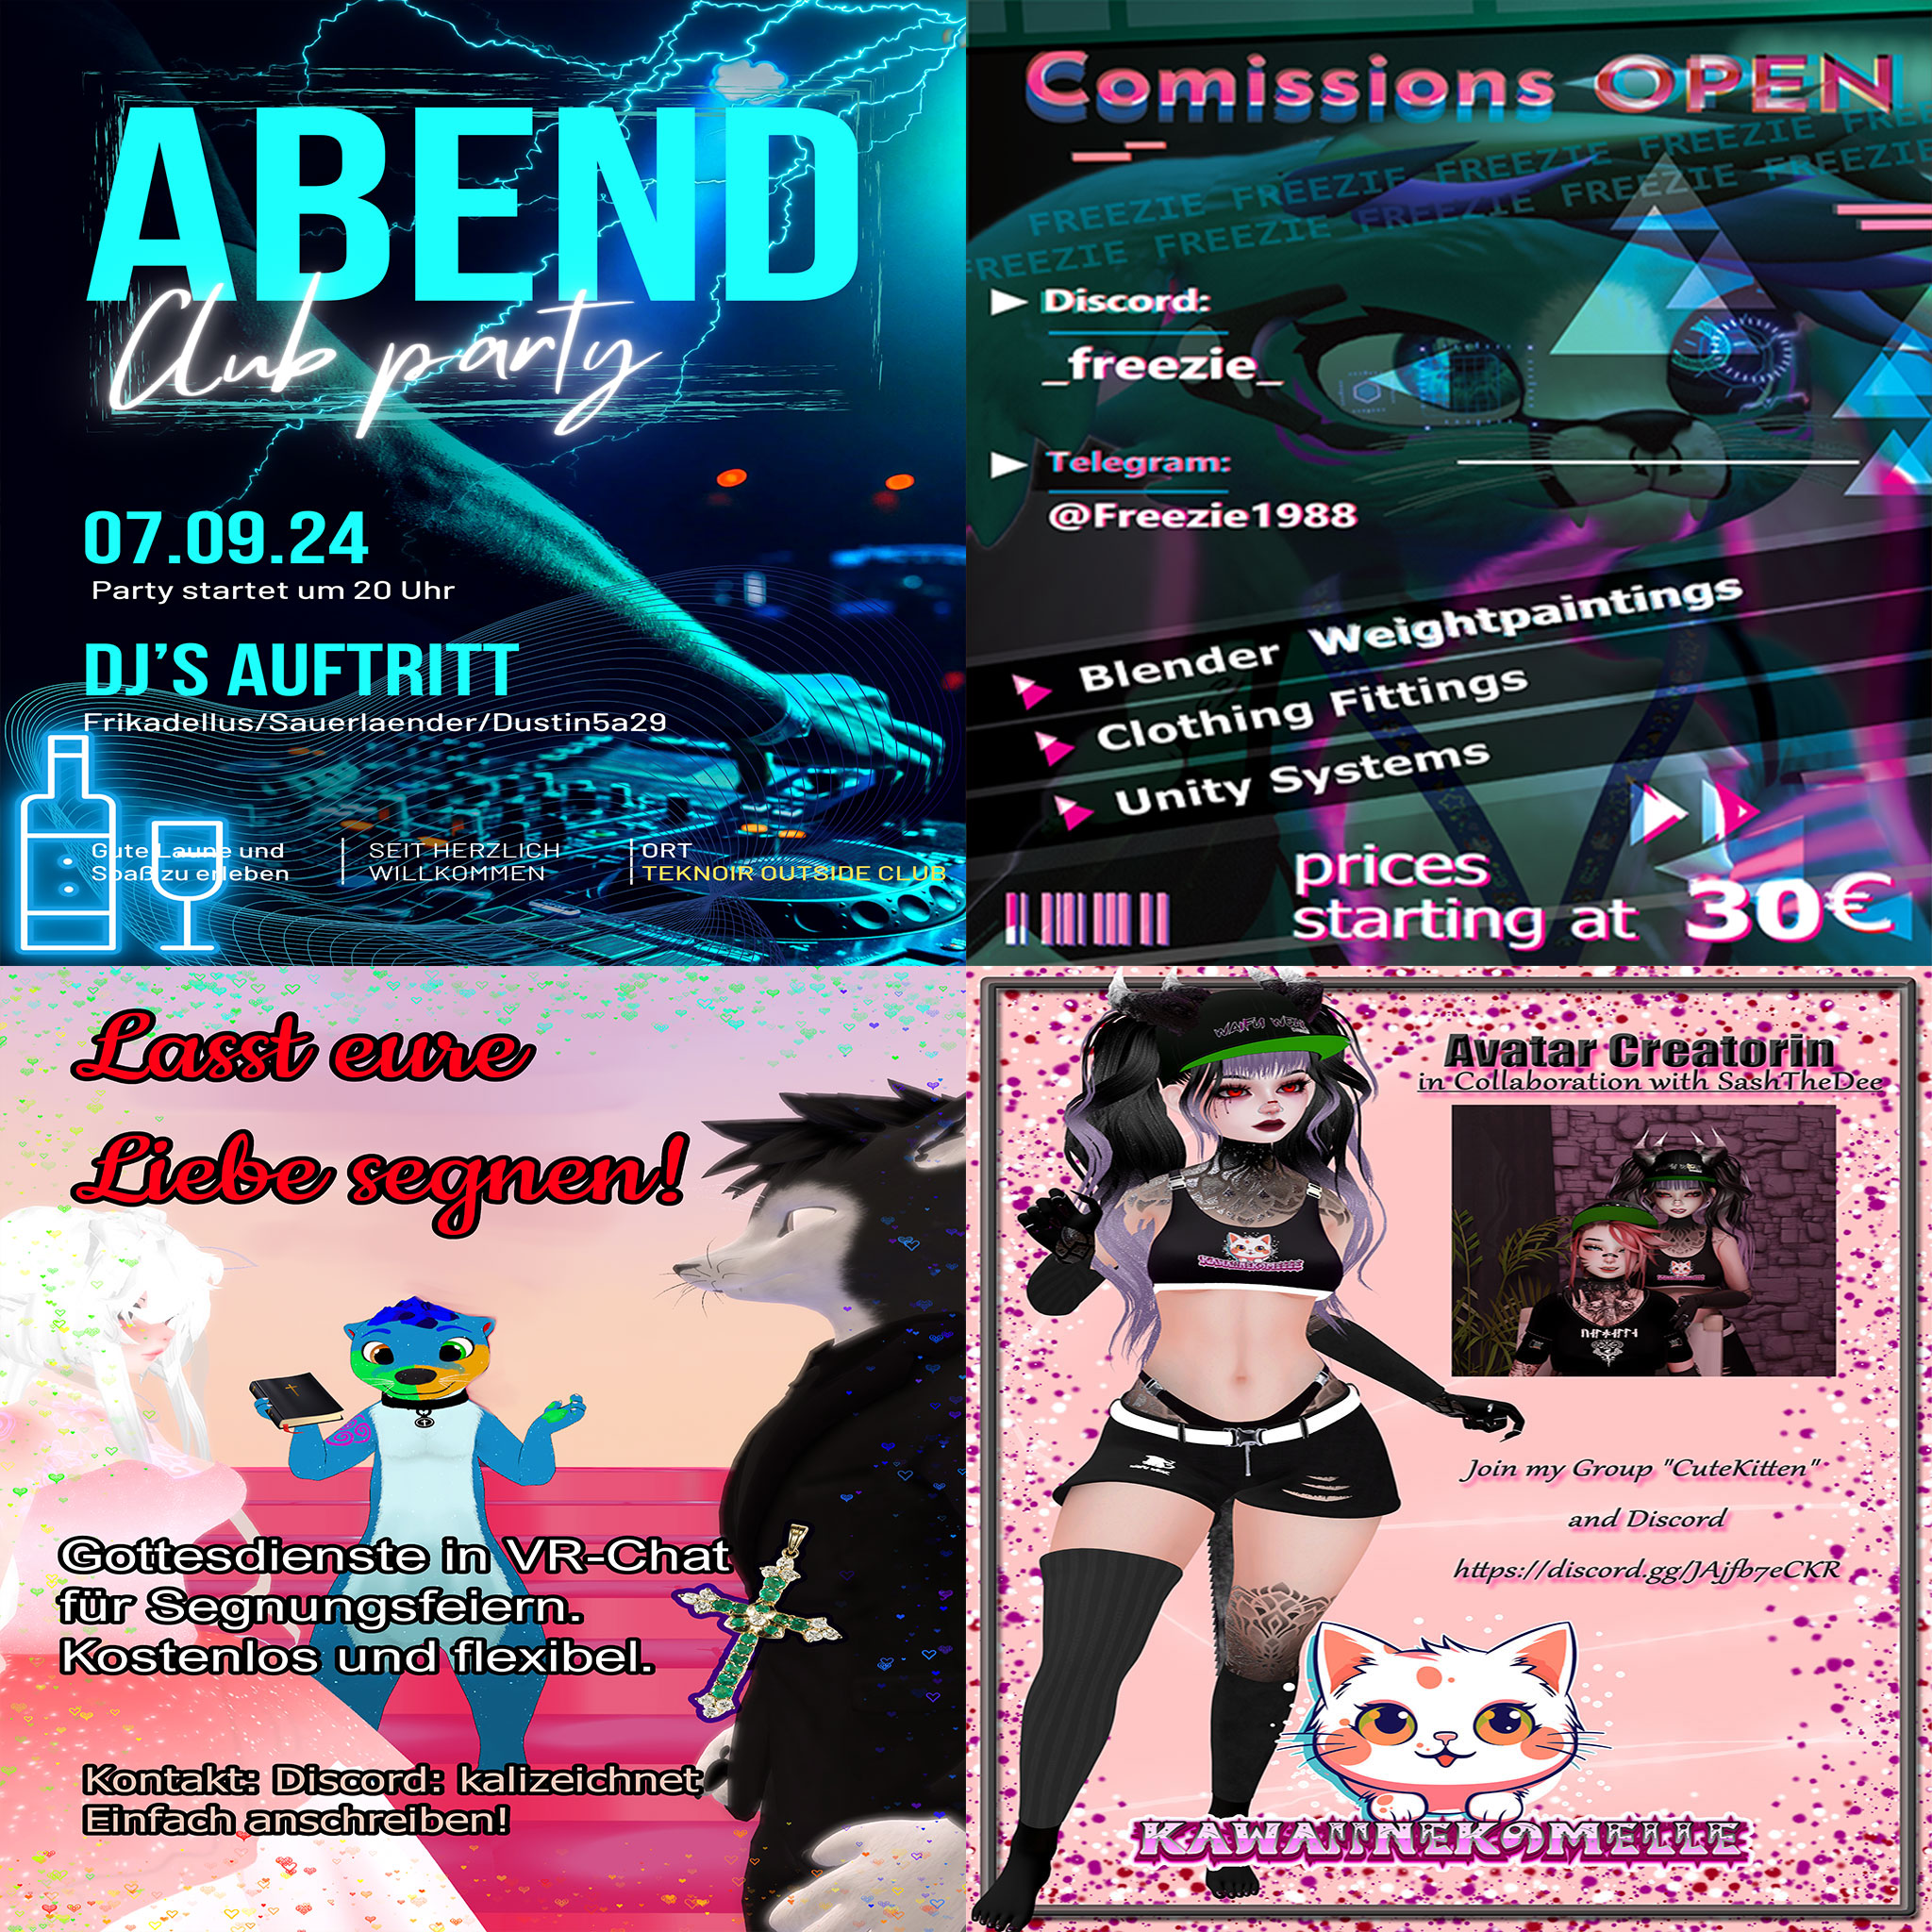 ABEND
Club party
07.09.24
Party startet um 20 Uhr
DJ'S AUFTRITT
Frikadellus/Sauerlaender/Dustin5a29
Gute Laune und
Spaß zu erleben
SEIT HERZLICH
WILLKOMMEN
ORT
TEKNOIR OUTSIDE CLUB
Comissions OPEN
FREEZIE FREEZIE FREEZIE FREEZIE FREE
FREEZIE FREEZIE FREEZIE FREEZIE FREEZIE
Discord:
_freezie_
Telegram:
@Freezie1988
Blender Weightpaintings
Clothing Fittings
Unity Systems
prices
starting at 30€
Lasst eure
Liebe segnen!
Gottesdienste in VR-Chat
für Segnungsfeiern.
Kostenlos und flexibel.
Kontakt: Discord: kalizeichnet
Einfach anschreiben!
Avatar Creatorin
in Collaboration with SashTheDee
KAWAIINEKOMELLE
Join my Group "CuteKitten"
and Discord
https://discord.gg/JAjfb7eCKR
KAWAIINEKOMELLE